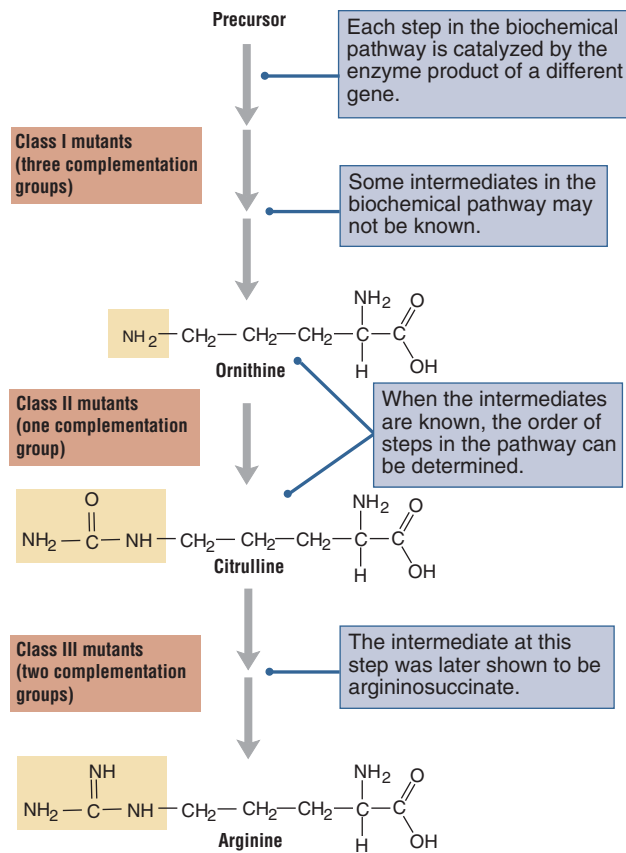 Precursor
Each step in the biochemical
pathway is catalyzed by the
enzyme product of a different
gene.
Class I mutants
(three complementation
groups)
Some intermediates in the
biochemical pathway may
not be known.
NH₂ CH₂ CH₂ CH₂ C C NH₂ O H OH
Ornithine
Class II mutants
(one complementation
group)
When the intermediates
are known, the order of
steps in the pathway can
be determined.
O NH₂ C NH CH₂ CH₂ CH₂ C C NH₂ O H OH
Citrulline
Class III mutants
(two complementation
groups)
The intermediate at this
step was later shown to be
argininosuccinate.
NH NH₂ C NH CH₂ CH₂ CH₂ C C NH₂ O H OH
Arginine